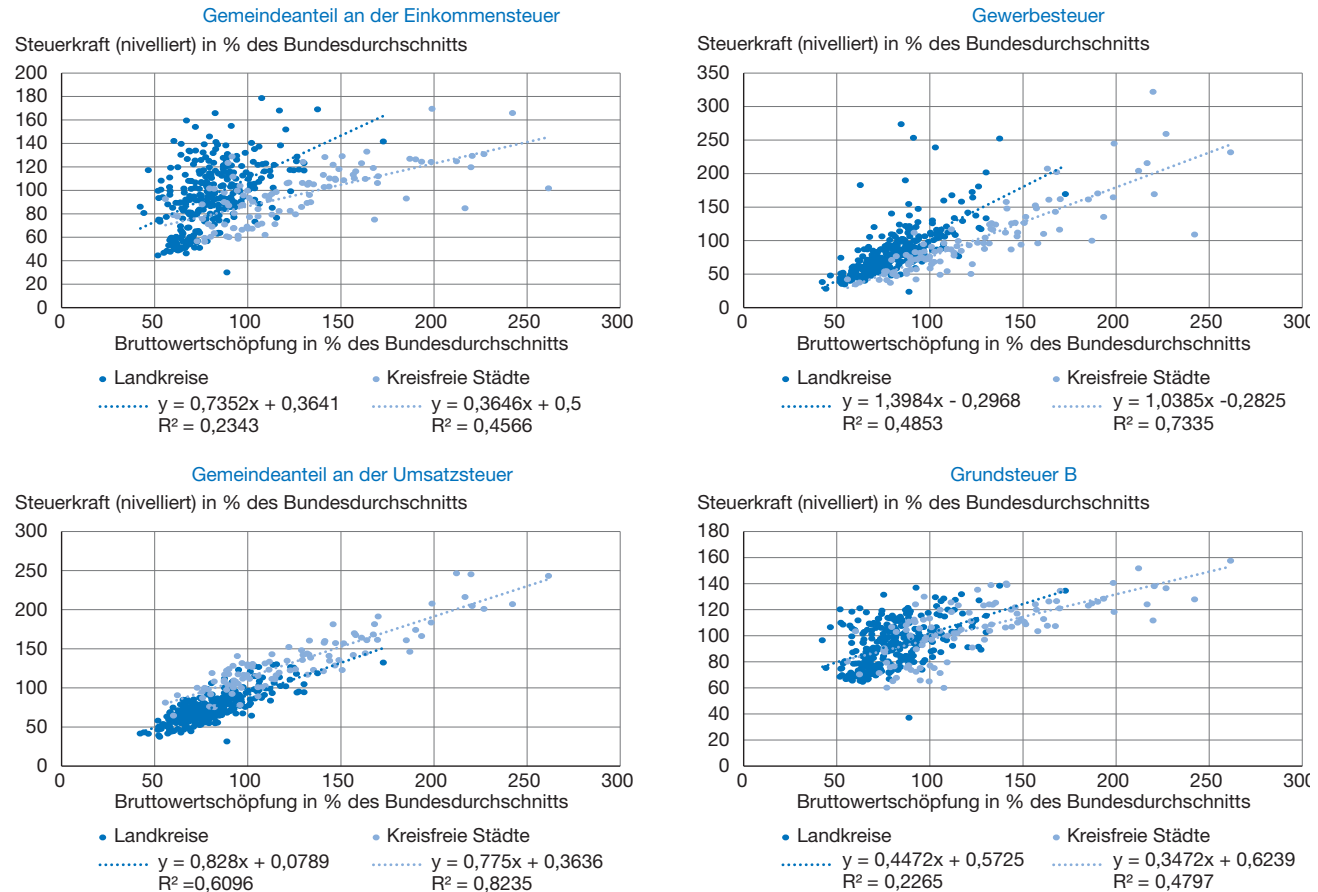 Gemeindeanteil an der Einkommensteuer
Steuerkraft (nivelliert) in % des Bundesdurchschnitts
200
180
160
140
120
100
80
60
40
20
0
0 50 100 150 200 250 300
Bruttowertschöpfung in % des Bundesdurchschnitts
Landkreise Kreisfreie Städte
y = 0,7352x + 0,3641 y = 0,3646x + 0,5
R² = 0,2343 R² = 0,4566
Gewerbesteuer
Steuerkraft (nivelliert) in % des Bundesdurchschnitts
350
300
250
200
150
100
50
0
0 50 100 150 200 250 300
Bruttowertschöpfung in % des Bundesdurchschnitts
Landkreise Kreisfreie Städte
y = 1,3984x - 0,2968 y = 1,0385x -0,2825
R² = 0,4853 R² = 0,7335
Gemeindeanteil an der Umsatzsteuer
Steuerkraft (nivelliert) in % des Bundesdurchschnitts
300
250
200
150
100
50
0
0 50 100 150 200 250 300
Bruttowertschöpfung in % des Bundesdurchschnitts
Landkreise Kreisfreie Städte
y = 0,828x + 0,0789 y = 0,775x + 0,3636
R² =0,6096 R² = 0,8235
Grundsteuer B
Steuerkraft (nivelliert) in % des Bundesdurchschnitts
180
160
140
120
100
80
60
40
20
0
0 50 100 150 200 250 300
Bruttowertschöpfung in % des Bundesdurchschnitts
Landkreise Kreisfreie Städte
y = 0,4472x + 0,5725 y = 0,3472x + 0,6239
R² = 0,2265 R² = 0,4797